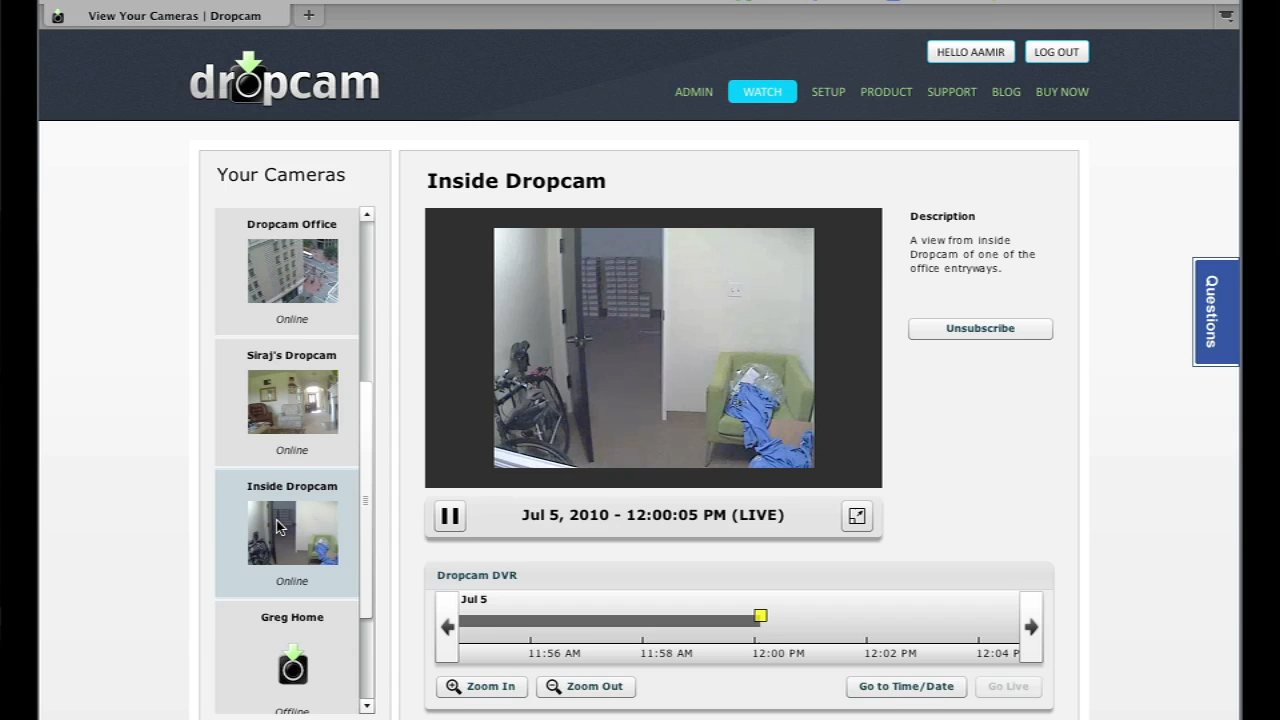 View Your Cameras | Dropcam
HELLO AAMIR
LOG OUT
dropcam
ADMIN
WATCH
SETUP
PRODUCT
SUPPORT
BLOG
BUY NOW
Your Cameras
Dropcam Office
Online
Siraj's Dropcam
Online
Inside Dropcam
Online
Greg Home
Offline
Inside Dropcam
Description
A view from inside
Dropcam of one of the
office entryways.
Unsubscribe
Questions
Jul 5, 2010 - 12:00:05 PM (LIVE)
Dropcam DVR
Jul 5
11:56 AM
11:58 AM
12:00 PM
12:02 PM
12:04 P
Zoom In
Zoom Out
Go to Time/Date
Go Live